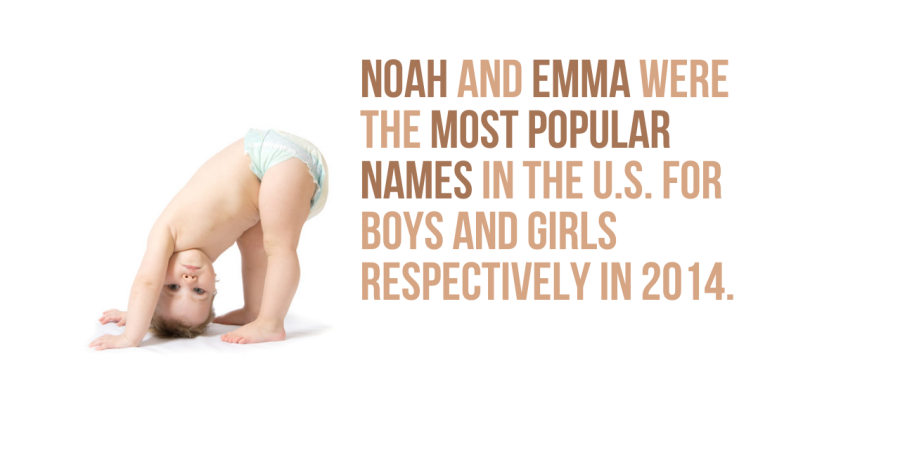 NOAH AND EMMA WERE
THE MOST POPULAR
NAMES IN THE U.S. FOR
BOYS AND GIRLS
RESPECTIVELY IN 2014.